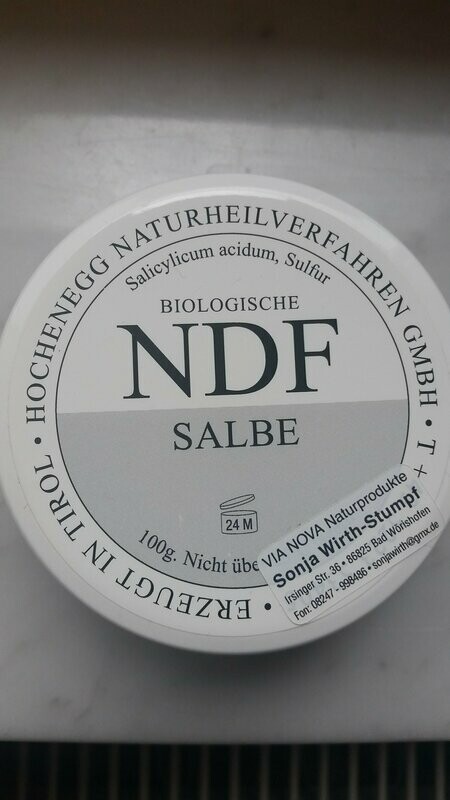 HOCHENEGG NATURHEILVERFAHREN GMBH • T +
Salicylicum acidum, Sulfur
BIOLOGISCHE
NDF
SALBE
24 M
100g. Nicht übe
• ERZEUGT IN TIROL •
VIA NOVA Naturprodukte
Sonja Wirth-Stumpf
Irsinger Str. 36 • 86825 Bad Wörishofen
Fon: 08247 - 998486 • sonjawirth@gmx.de